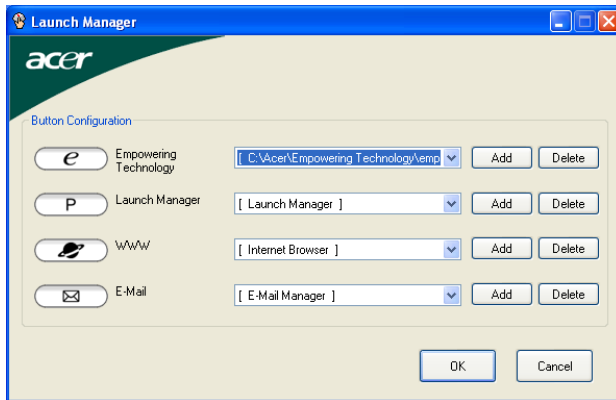 Launch Manager
acer
Button Configuration
e Empowering Technology [ C:\Acer\Empowering Technology\emp Add Delete
P Launch Manager [ Launch Manager ] Add Delete
WWW [ Internet Browser ] Add Delete
E-Mail [ E-Mail Manager ] Add Delete
OK Cancel